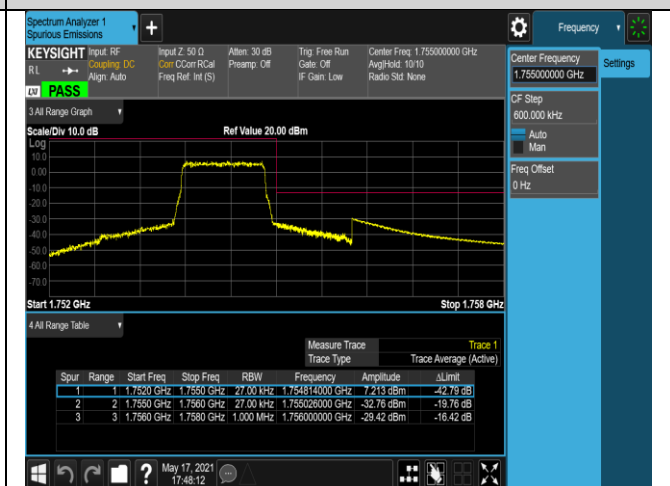 Spectrum Analyzer 1
Spurious Emissions
+
Frequency
KEYSIGHT Input: RF Input Z: 50 Ω Atten: 30 dB Trig: Free Run Center Freq: 1.755000000 GHz
RL Coupling: DC Corr CCorr RCal Preamp: Off Gate: Off Avg|Hold: 10/10
Align: Auto Freq Ref: Int (S) IF Gain: Low Radio Std: None
LXI PASS
Center Frequency
1.755000000 GHz
Settings
CF Step
600.000 kHz
Auto
Man
Freq Offset
0 Hz
3 All Range Graph
Scale/Div 10.0 dB Ref Value 20.00 dBm
Log
10.0
0.00
-10.0
-20.0
-30.0
-40.0
-50.0
-60.0
-70.0
Start 1.752 GHz Stop 1.758 GHz
4 All Range Table
Measure Trace Trace 1
Trace Type Trace Average (Active)
Spur Range Start Freq Stop Freq RBW Frequency Amplitude ΔLimit
1 1 1.7520 GHz 1.7550 GHz 27.00 kHz 1.754814000 GHz 7.213 dBm -42.79 dB
2 2 1.7550 GHz 1.7560 GHz 27.00 kHz 1.755026000 GHz -32.76 dBm -19.76 dB
3 3 1.7560 GHz 1.7580 GHz 1.000 MHz 1.756000000 GHz -29.42 dBm -16.42 dB
? May 17, 2021
17:48:12